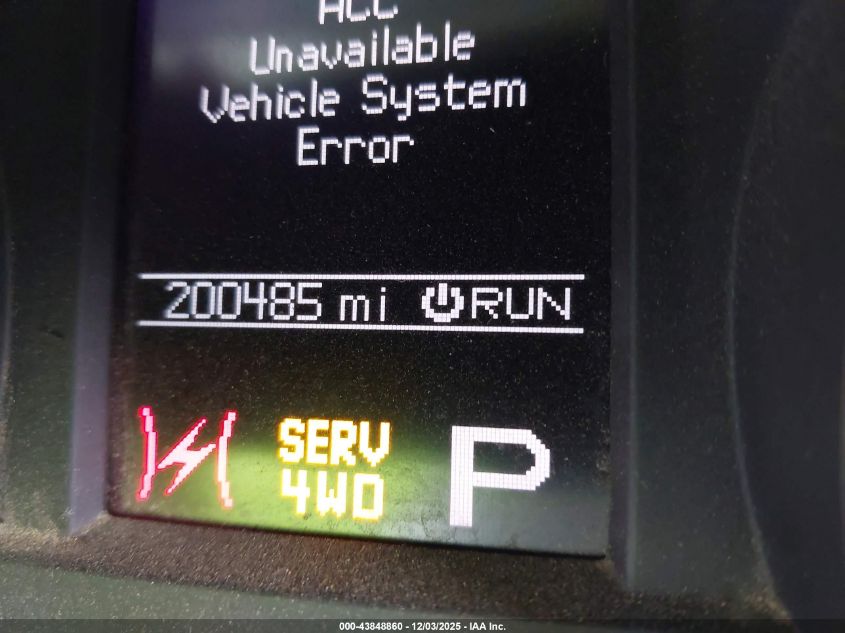 ACC
Unavailable
Vehicle System
Error
200485 mi RUN
SERV
4WD
P
000-43848860 - 12/03/2025 - IAA Inc.